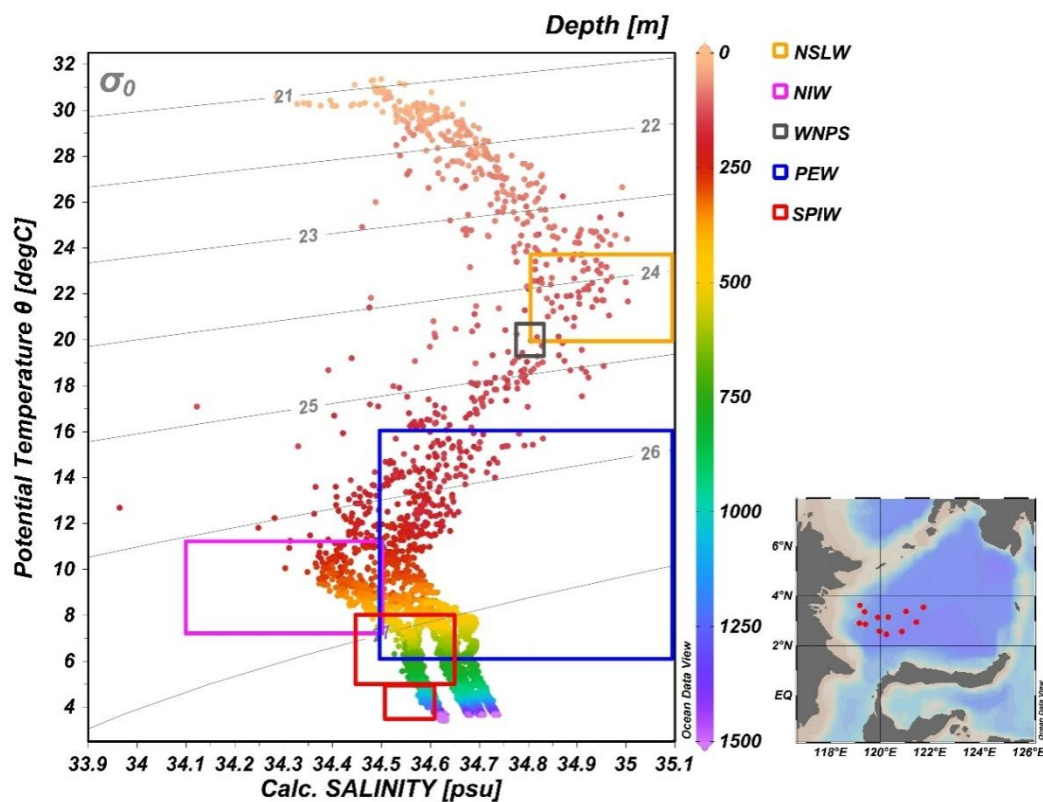 Depth [m]
σ0
32
30
28
26
24
22
20
18
16
14
12
10
8
6
4
Potential Temperature θ [degC]
21
22
23
24
25
26
27
33.9 34 34.1 34.2 34.3 34.4 34.5 34.6 34.7 34.8 34.9 35 35.1
Calc. SALINITY [psu]
Ocean Data View
0
250
500
750
1000
1250
1500
NSLW
NIW
WNPS
PEW
SPIW
6°N
4°N
2°N
EQ
118°E 120°E 122°E 124°E 126°E
Ocean Data View